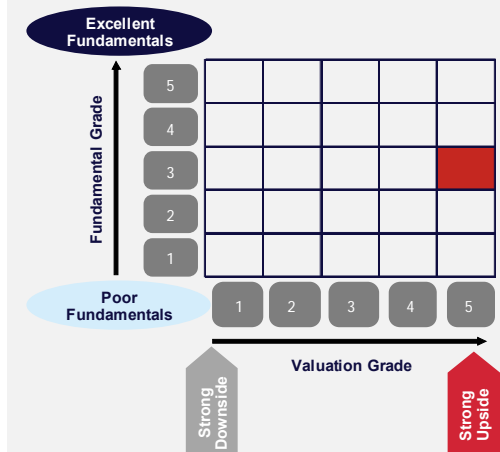 Excellent
Fundamentals
Fundamental Grade
5
4
3
2
1
Poor
Fundamentals
1
2
3
4
5
Valuation Grade
Strong
Downside
Strong
Upside